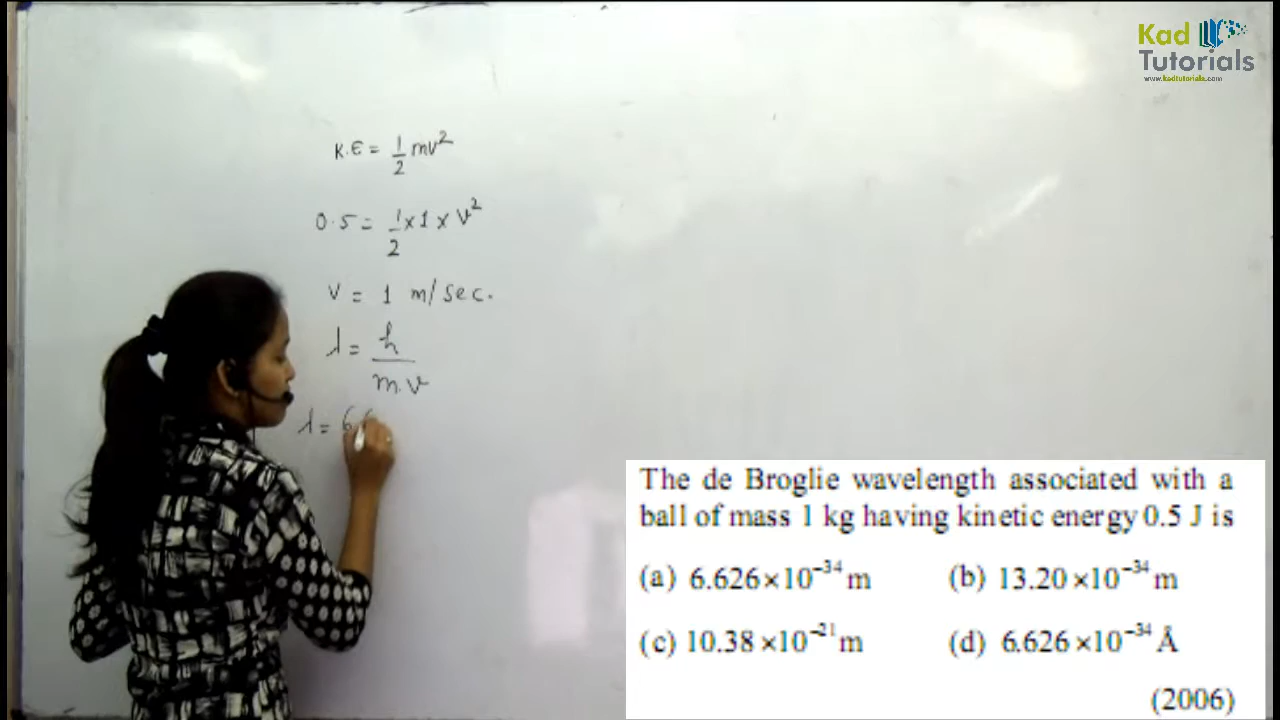 Kad
Tutorials
www.kadtutorials.com
K.E = 1/2 mv²
0.5 = 1/2 × 1 × v²
v = 1 m/sec.
λ = h/m.v
λ = 6.6
The de Broglie wavelength associated with a
ball of mass 1 kg having kinetic energy 0.5 J is
(a) 6.626×10⁻³⁴ m (b) 13.20×10⁻³⁴ m
(c) 10.38×10⁻²¹ m (d) 6.626×10⁻³⁴ Å
(2006)